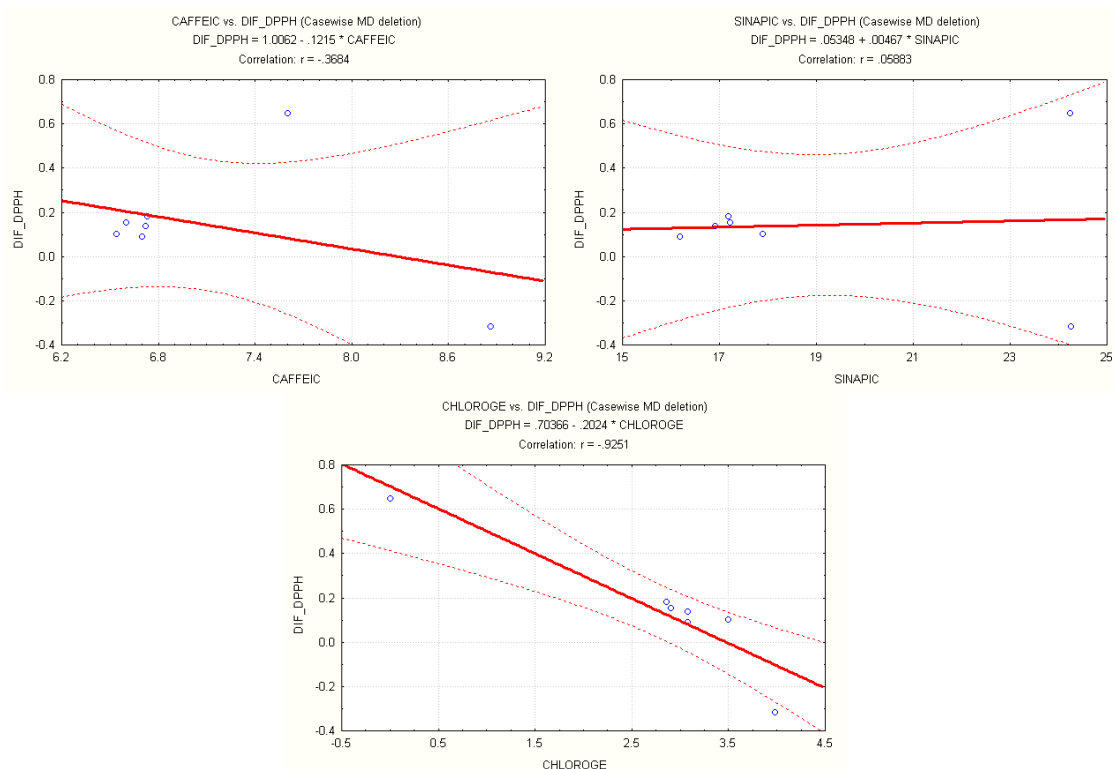 CAFFEIC vs. DIF_DPPH (Casewise MD deletion)
DIF_DPPH = 1.0062 - .1215 * CAFFEIC
Correlation: r = -.3684
0.8
0.6
0.4
0.2
0.0
-0.2
-0.4
DIF_DPPH
6.2 6.8 7.4 8.0 8.6 9.2
CAFFEIC
SINAPIC vs. DIF_DPPH (Casewise MD deletion)
DIF_DPPH = .05348 + .00467 * SINAPIC
Correlation: r = .05883
0.8
0.6
0.4
0.2
0.0
-0.2
-0.4
DIF_DPPH
15 17 19 21 23 25
SINAPIC
CHLOROGE vs. DIF_DPPH (Casewise MD deletion)
DIF_DPPH = .70366 - .2024 * CHLOROGE
Correlation: r = -.9251
0.8
0.6
0.4
0.2
0.0
-0.2
-0.4
DIF_DPPH
-0.5 0.5 1.5 2.5 3.5 4.5
CHLOROGE